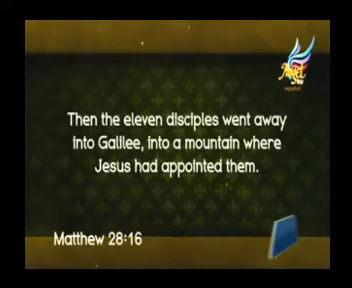 Then the eleven disciples went away
into Galilee, into a mountain where
Jesus had appointed them.
Matthew 28:16